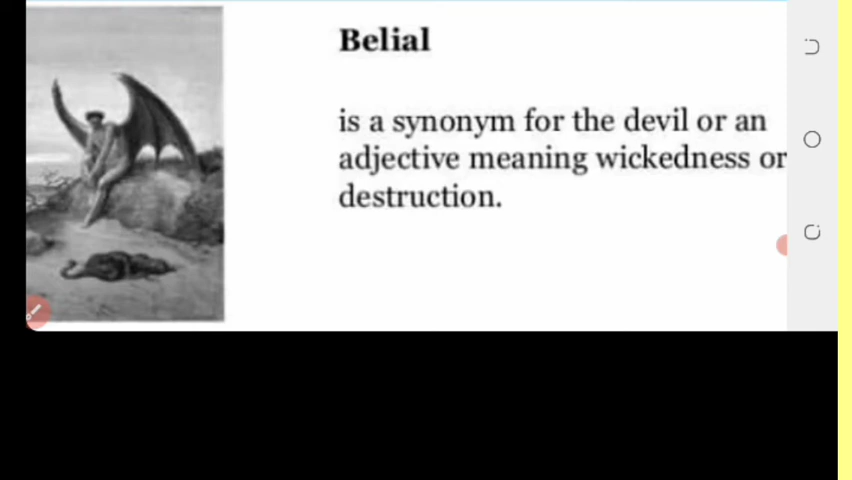 Belial
is a synonym for the devil or an
adjective meaning wickedness or
destruction.